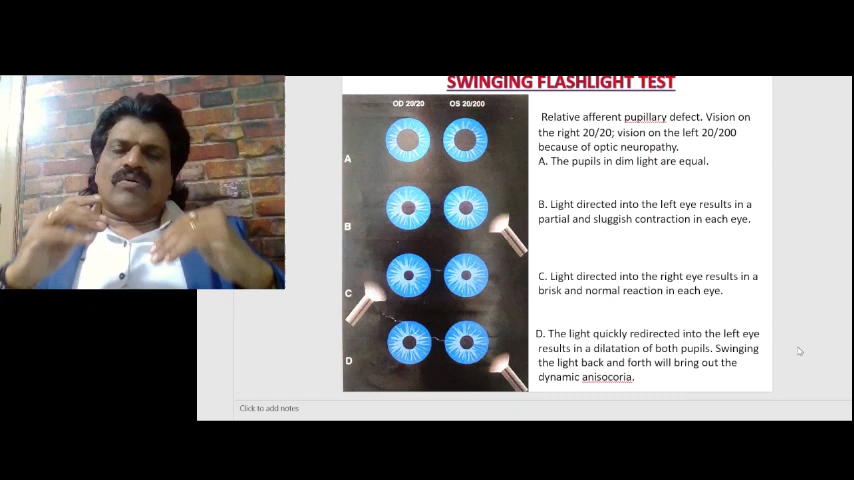 SWINGING FLASHLIGHT TEST
OD 20/20 OS 20/200
Relative afferent pupillary defect. Vision on
the right 20/20; vision on the left 20/200
because of optic neuropathy.
A. The pupils in dim light are equal.
A
B. Light directed into the left eye results in a
partial and sluggish contraction in each eye.
B
C. Light directed into the right eye results in a
brisk and normal reaction in each eye.
C
D. The light quickly redirected into the left eye
results in a dilatation of both pupils. Swinging
the light back and forth will bring out the
dynamic anisocoria.
D
Click to add notes